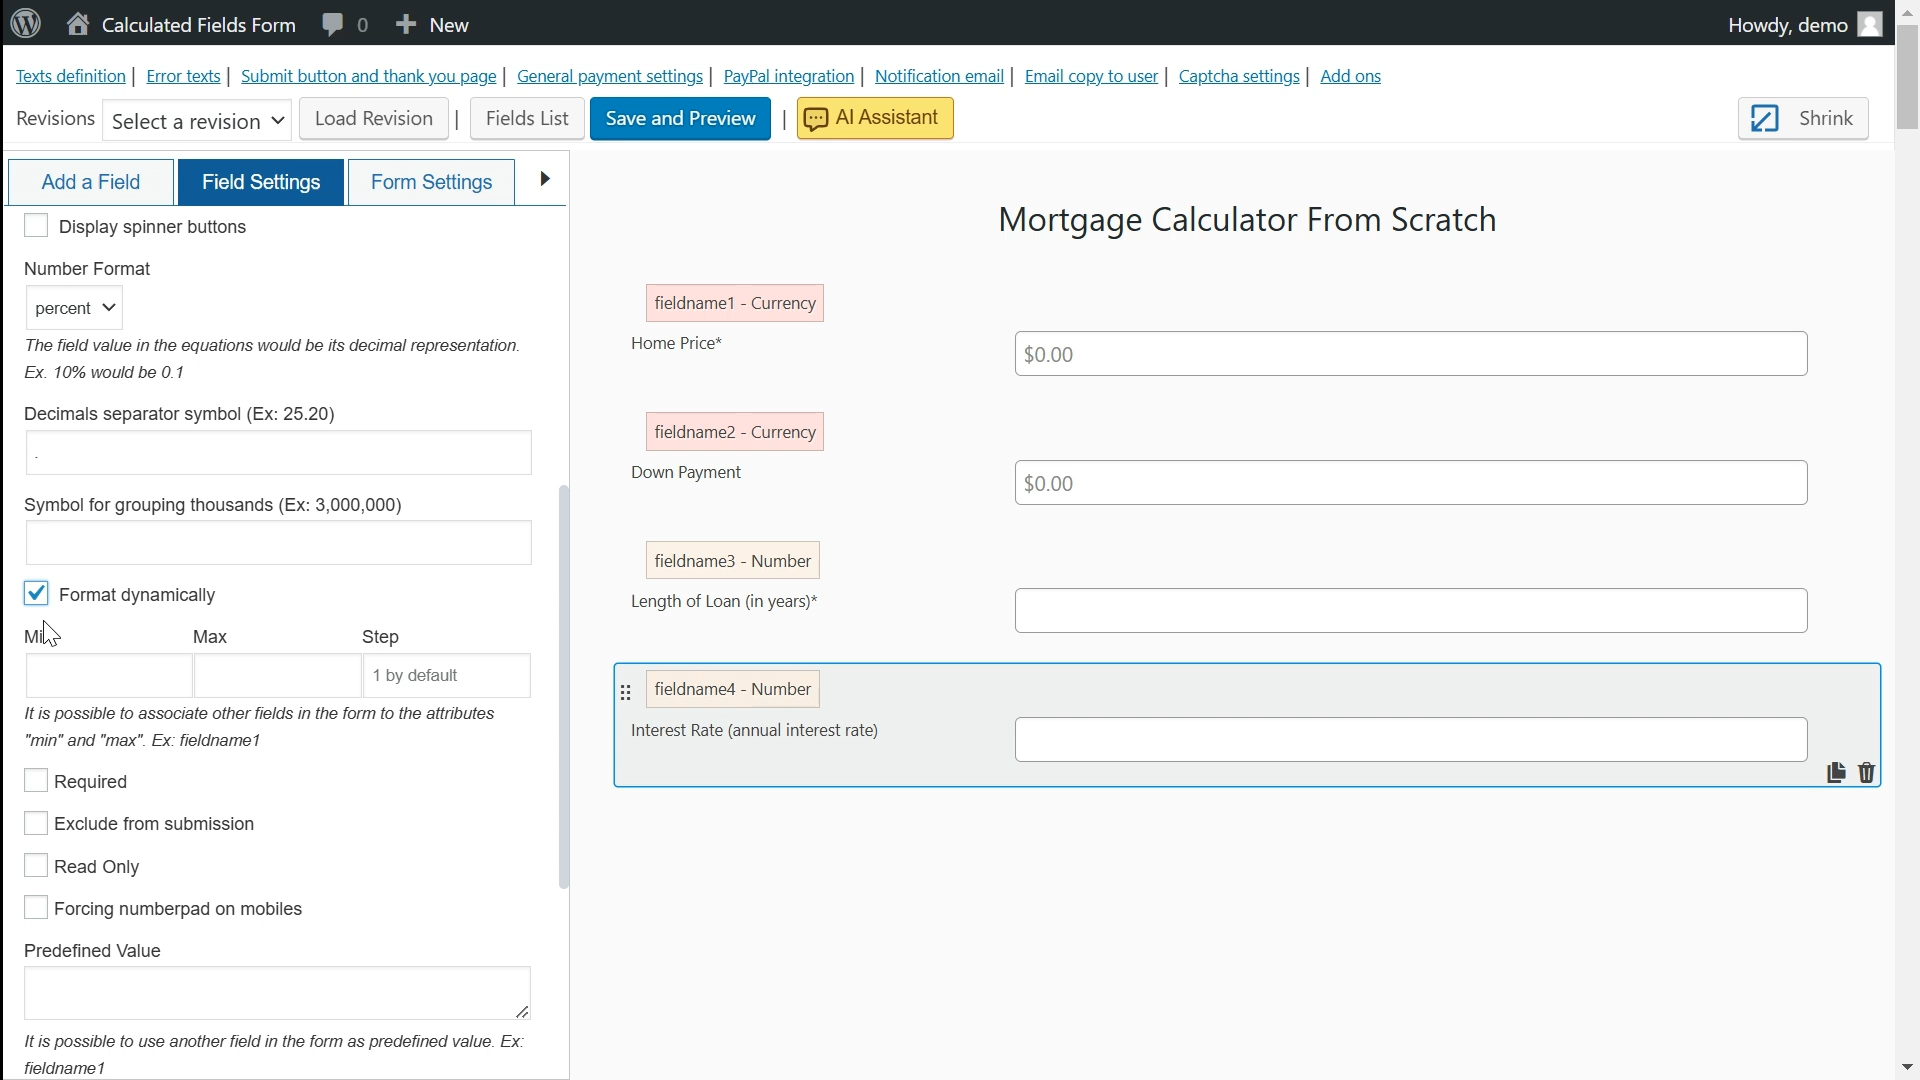 Calculated Fields Form 0 New Howdy, demo
Texts definition | Error texts | Submit button and thank you page | General payment settings | PayPal integration | Notification email | Email copy to user | Captcha settings | Add ons
Revisions Select a revision Load Revision | Fields List Save and Preview | AI Assistant Shrink
Add a Field Field Settings Form Settings
Display spinner buttons
Number Format
percent
The field value in the equations would be its decimal representation.
Ex. 10% would be 0.1
Decimals separator symbol (Ex: 25.20)
.
Symbol for grouping thousands (Ex: 3,000,000)
Format dynamically
Min Max Step
1 by default
It is possible to associate other fields in the form to the attributes
"min" and "max". Ex: fieldname1
Required
Exclude from submission
Read Only
Forcing numberpad on mobiles
Predefined Value
It is possible to use another field in the form as predefined value. Ex:
fieldname1
Mortgage Calculator From Scratch
fieldname1 - Currency
Home Price*
$0.00
fieldname2 - Currency
Down Payment
$0.00
fieldname3 - Number
Length of Loan (in years)*
fieldname4 - Number
Interest Rate (annual interest rate)